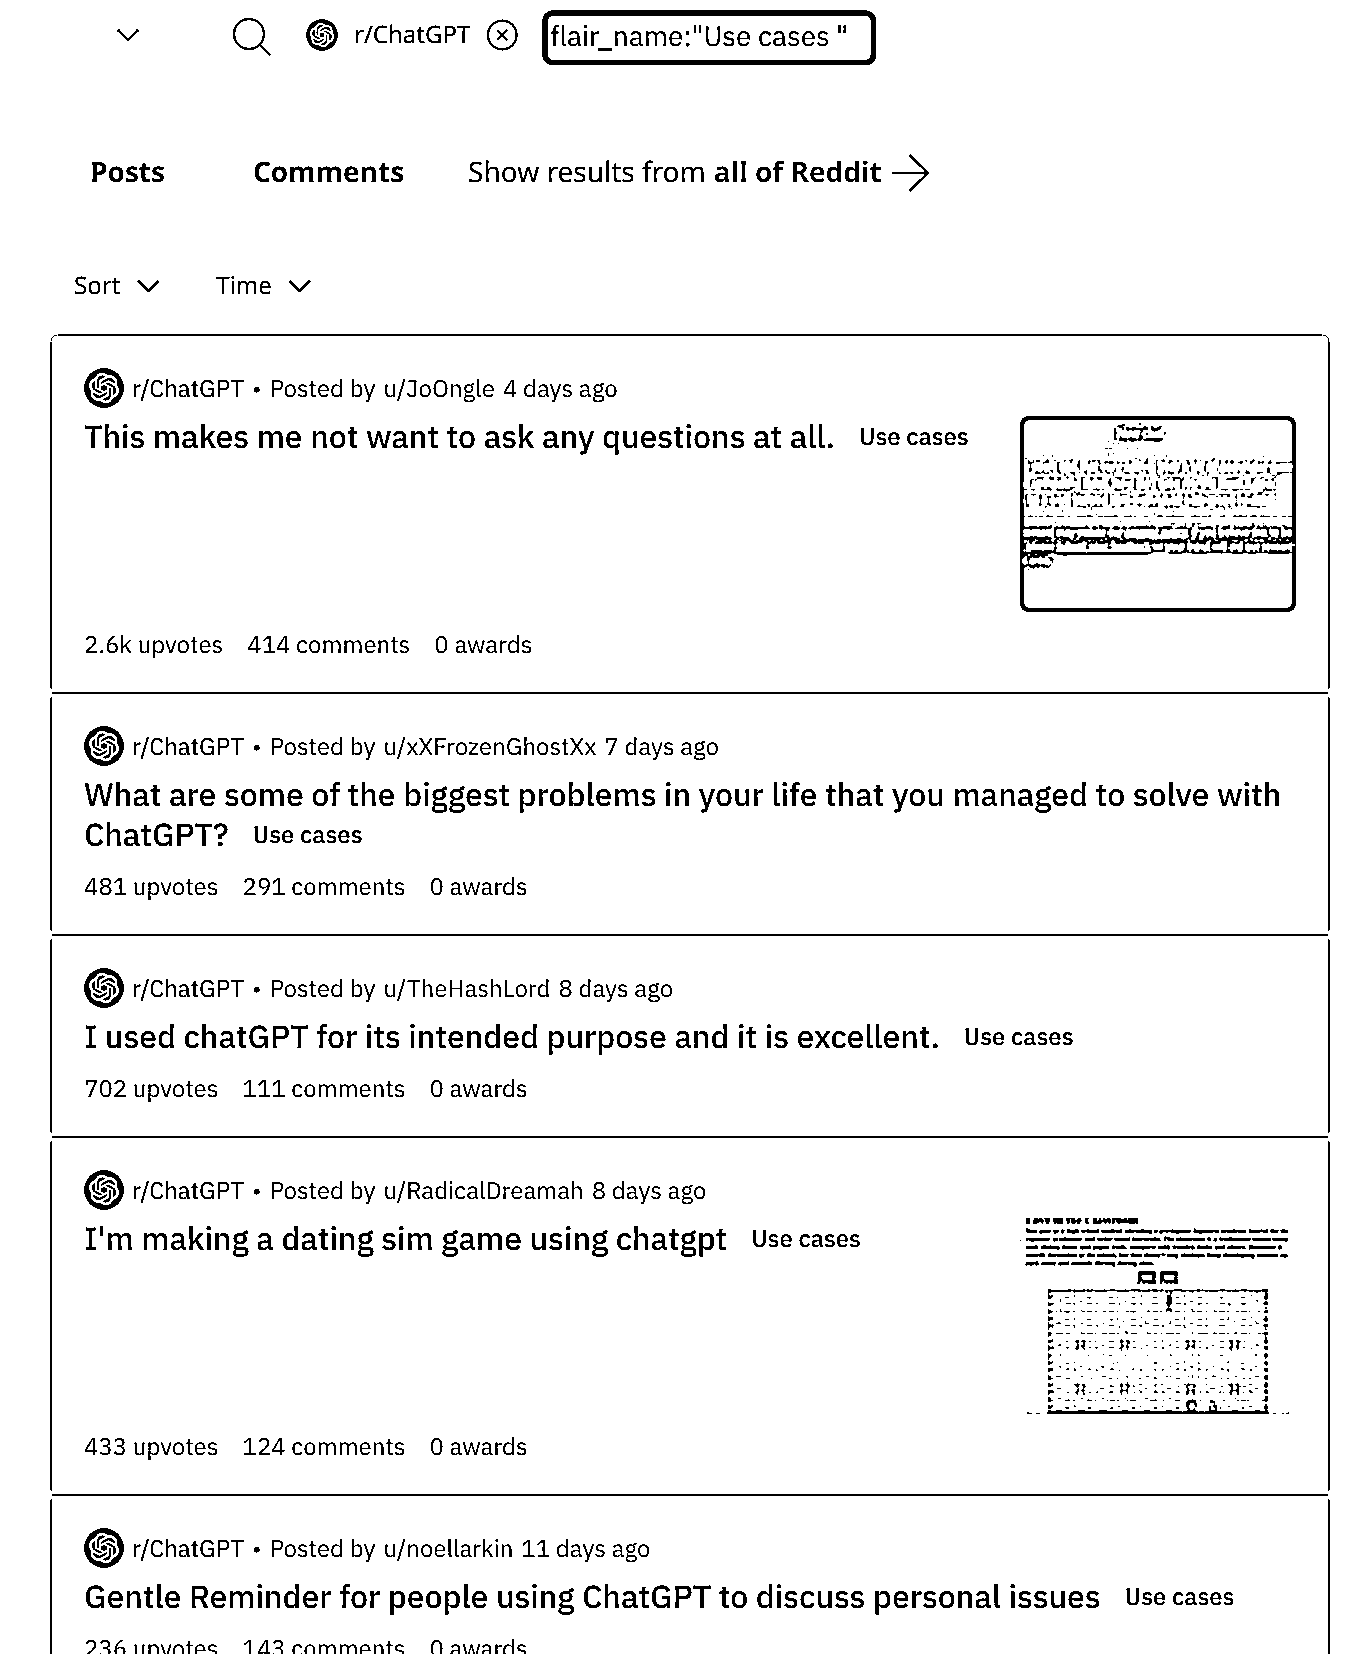 r/ChatGPT flair_name:"Use cases "
Posts Comments Show results from all of Reddit
Sort Time
r/ChatGPT • Posted by u/JoOngle 4 days ago
This makes me not want to ask any questions at all. Use cases
2.6k upvotes 414 comments 0 awards
r/ChatGPT • Posted by u/xXFrozenGhostXx 7 days ago
What are some of the biggest problems in your life that you managed to solve with
ChatGPT? Use cases
481 upvotes 291 comments 0 awards
r/ChatGPT • Posted by u/TheHashLord 8 days ago
I used chatGPT for its intended purpose and it is excellent. Use cases
702 upvotes 111 comments 0 awards
r/ChatGPT • Posted by u/RadicalDreamah 8 days ago
I'm making a dating sim game using chatgpt Use cases
433 upvotes 124 comments 0 awards
r/ChatGPT • Posted by u/noellarkin 11 days ago
Gentle Reminder for people using ChatGPT to discuss personal issues Use cases
236 upvotes 143 comments 0 awards